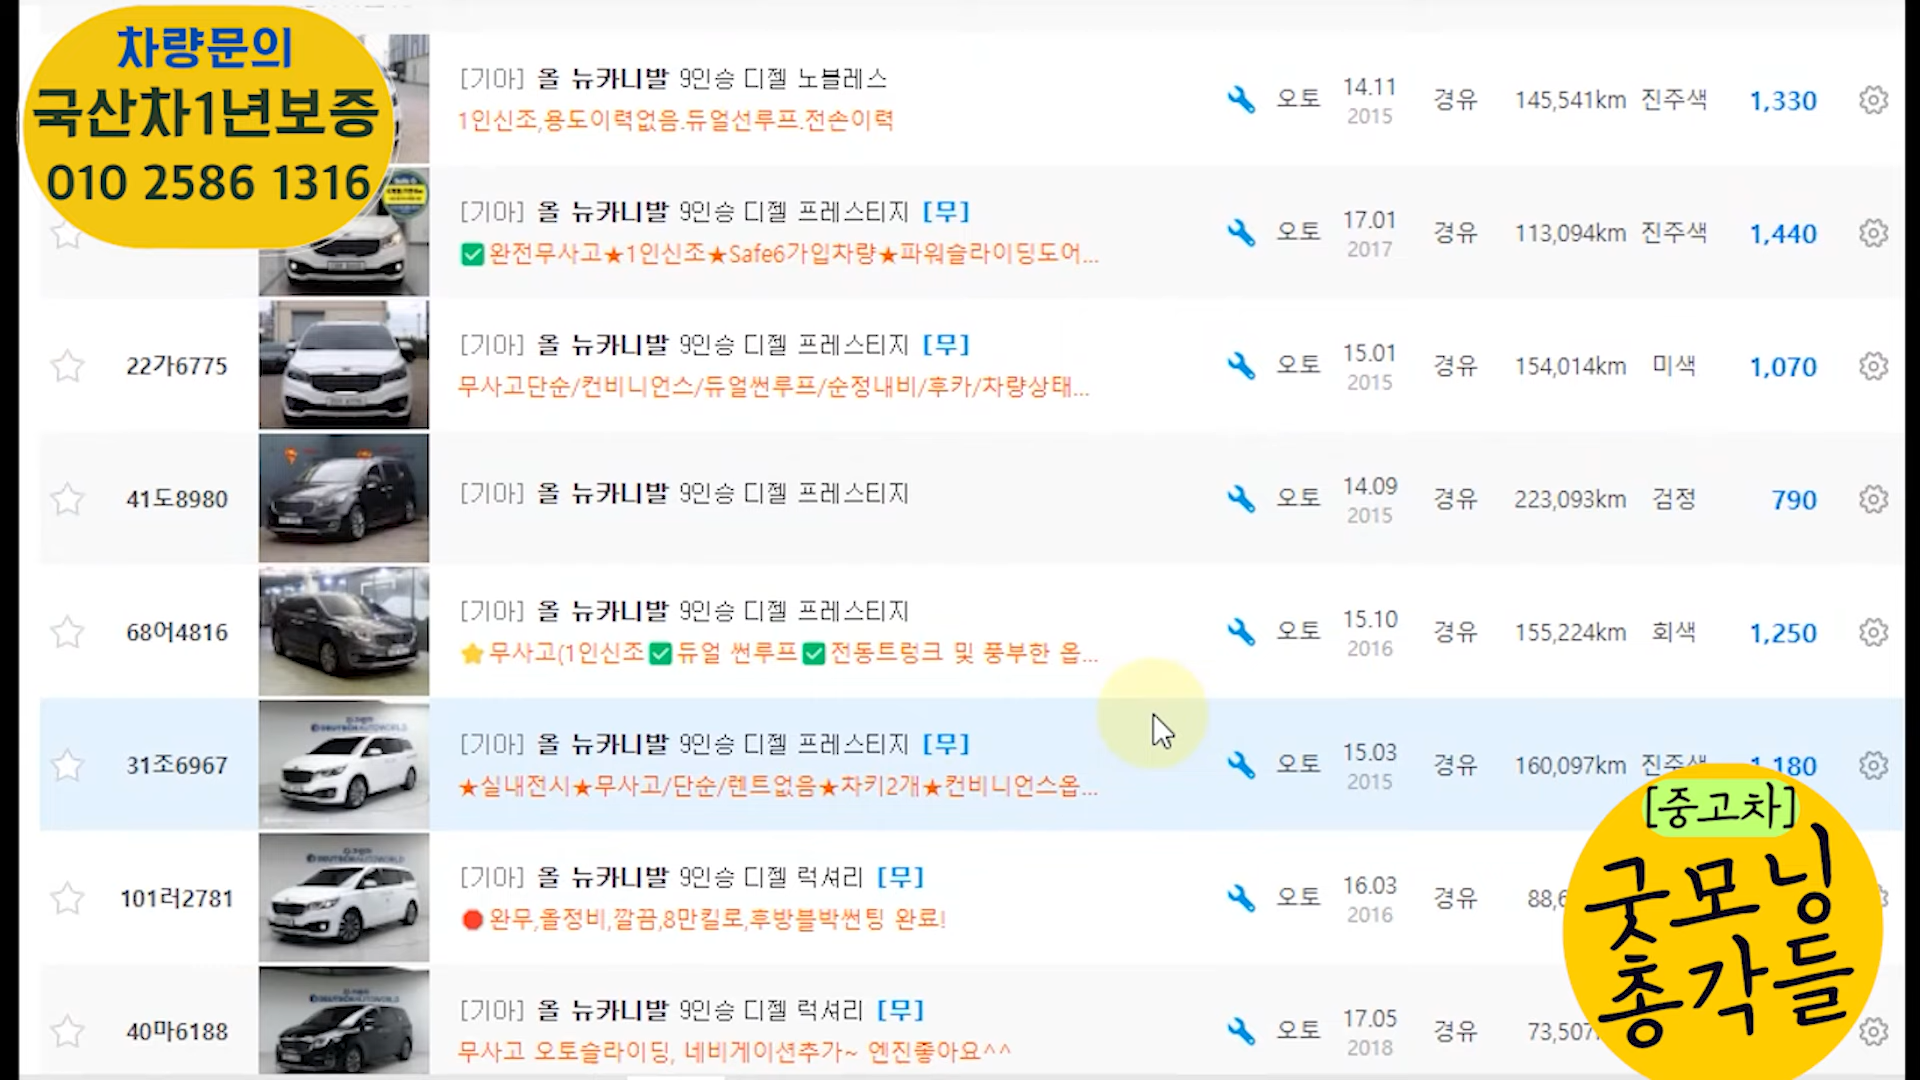 차량문의
국산차1년보증
010 2586 1316
[기아] 올 뉴카니발 9인승 디젤 노블레스
1인신조,용도이력없음.듀얼선루프.전손이력
오토 14.11 2015 경유 145,541km 진주색 1,330
[기아] 올 뉴카니발 9인승 디젤 프레스티지 [무]
✅완전무사고★1인신조★Safe6가입차량★파워슬라이딩도어...
오토 17.01 2017 경유 113,094km 진주색 1,440
22가6775
[기아] 올 뉴카니발 9인승 디젤 프레스티지 [무]
무사고단순/컨비니언스/듀얼썬루프/순정내비/후카/차량상태...
오토 15.01 2015 경유 154,014km 미색 1,070
41도8980
[기아] 올 뉴카니발 9인승 디젤 프레스티지
오토 14.09 2015 경유 223,093km 검정 790
68어4816
[기아] 올 뉴카니발 9인승 디젤 프레스티지
⭐무사고(1인신조✅듀얼 썬루프✅전동트렁크 및 풍부한 옵...
오토 15.10 2016 경유 155,224km 회색 1,250
31조6967
[기아] 올 뉴카니발 9인승 디젤 프레스티지 [무]
★실내전시★무사고/단순/렌트없음★차키2개★컨비니언스옵...
오토 15.03 2015 경유 160,097km 진주색 1,180
101러2781
[기아] 올 뉴카니발 9인승 디젤 럭셔리 [무]
완무,올정비,깔끔,8만킬로,후방블박썬팅 완료!
오토 16.03 2016 경유 88,6
40마6188
[기아] 올 뉴카니발 9인승 디젤 럭셔리 [무]
무사고 오토슬라이딩, 네비게이션추가~ 엔진좋아요^^
오토 17.05 2018 경유 73,507
[중고차]
굿모닝
총각들